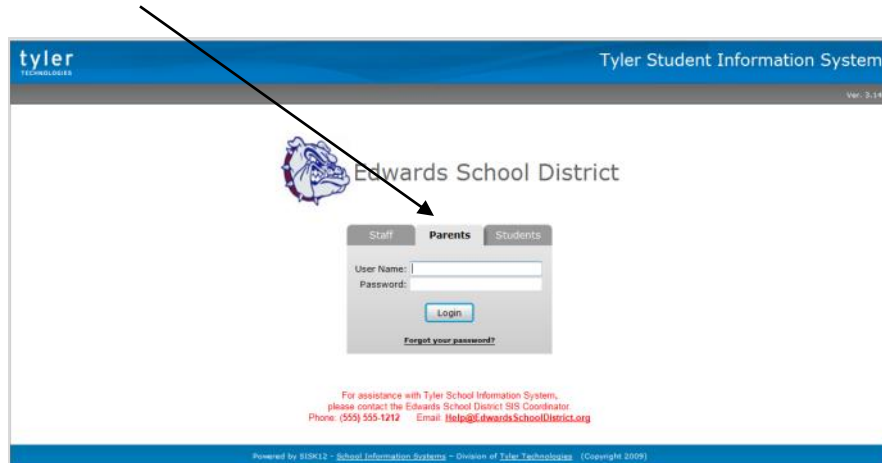 tyler
TECHNOLOGIES
Tyler Student Information System
Ver. 3.14
Edwards School District
Staff Parents Students
User Name:
Password:
Login
Forgot your password?
For assistance with Tyler School Information System,
please contact the Edwards School District SIS Coordinator
Phone: (555) 555-1212 Email: Help@EdwardsSchoolDistrict.org
Powered by SISK12 - School Information Systems - Division of Tyler Technologies (Copyright 2009)